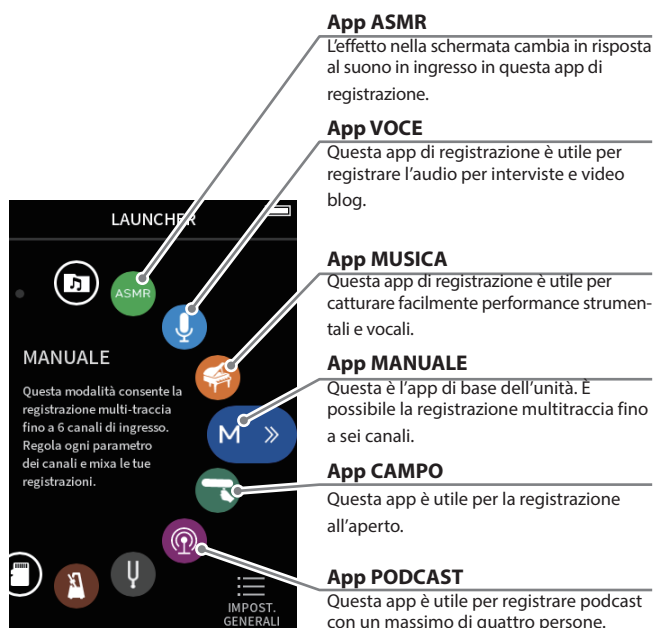 App ASMR
L'effetto nella schermata cambia in risposta
al suono in ingresso in questa app di
registrazione.
App VOCE
Questa app di registrazione è utile per
registrare l'audio per interviste e video
blog.
App MUSICA
Questa app di registrazione è utile per
catturare facilmente performance strumen-
tali e vocali.
App MANUALE
Questa è l'app di base dell'unità. È
possibile la registrazione multitraccia fino
a sei canali.
App CAMPO
Questa app è utile per la registrazione
all'aperto.
App PODCAST
Questa app è utile per registrare podcast
con un massimo di quattro persone.
LAUNCHER
ASMR
MANUALE
Questa modalità consente la
registrazione multi-traccia
fino a 6 canali di ingresso.
Regola ogni parametro
dei canali e mixa le tue
registrazioni.
M
IMPOST.
GENERALI